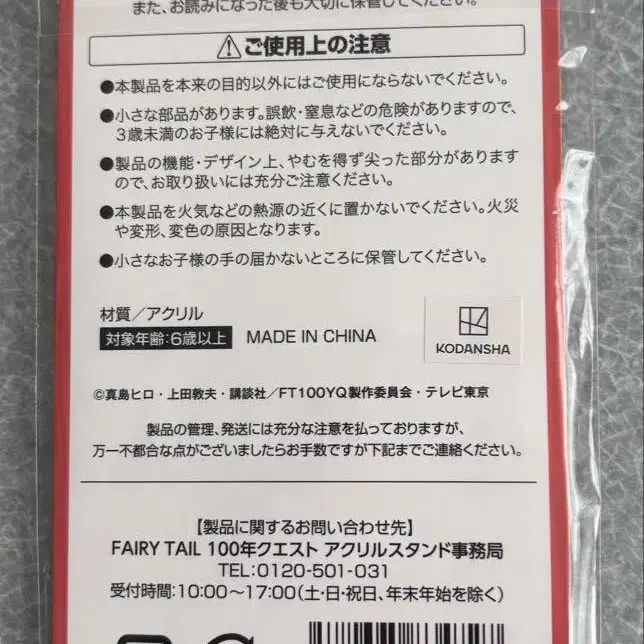 また、お読みになった後も大切に保管してください。
⚠ご使用上の注意
●本製品を本来の目的以外にはご使用にならないでください。
●小さな部品があります。誤飲・窒息などの危険がありますので、
3歳未満のお子様には絶対に与えないでください。
●製品の機能・デザイン上、やむを得ず尖った部分があります
ので、お取り扱いには充分ご注意ください。
●本製品を火気などの熱源の近くに置かないでください。火災
や変形、変色の原因となります。
●小さなお子様の手の届かないところに保管してください。
材質/アクリル
対象年齢:6歳以上 MADE IN CHINA
KODANSHA
©真島ヒロ・上田敦夫・講談社/FT100YQ製作委員会・テレビ東京
製品の管理、発送には充分な注意を払っておりますが、
万一不都合な点がございましたらお手数ですが下記までご連絡ください。
【製品に関するお問い合わせ先】
FAIRY TAIL 100年クエスト アクリルスタンド事務局
TEL:0120-501-031
受付時間:10:00〜17:00(土・日・祝日、年末年始を除く)